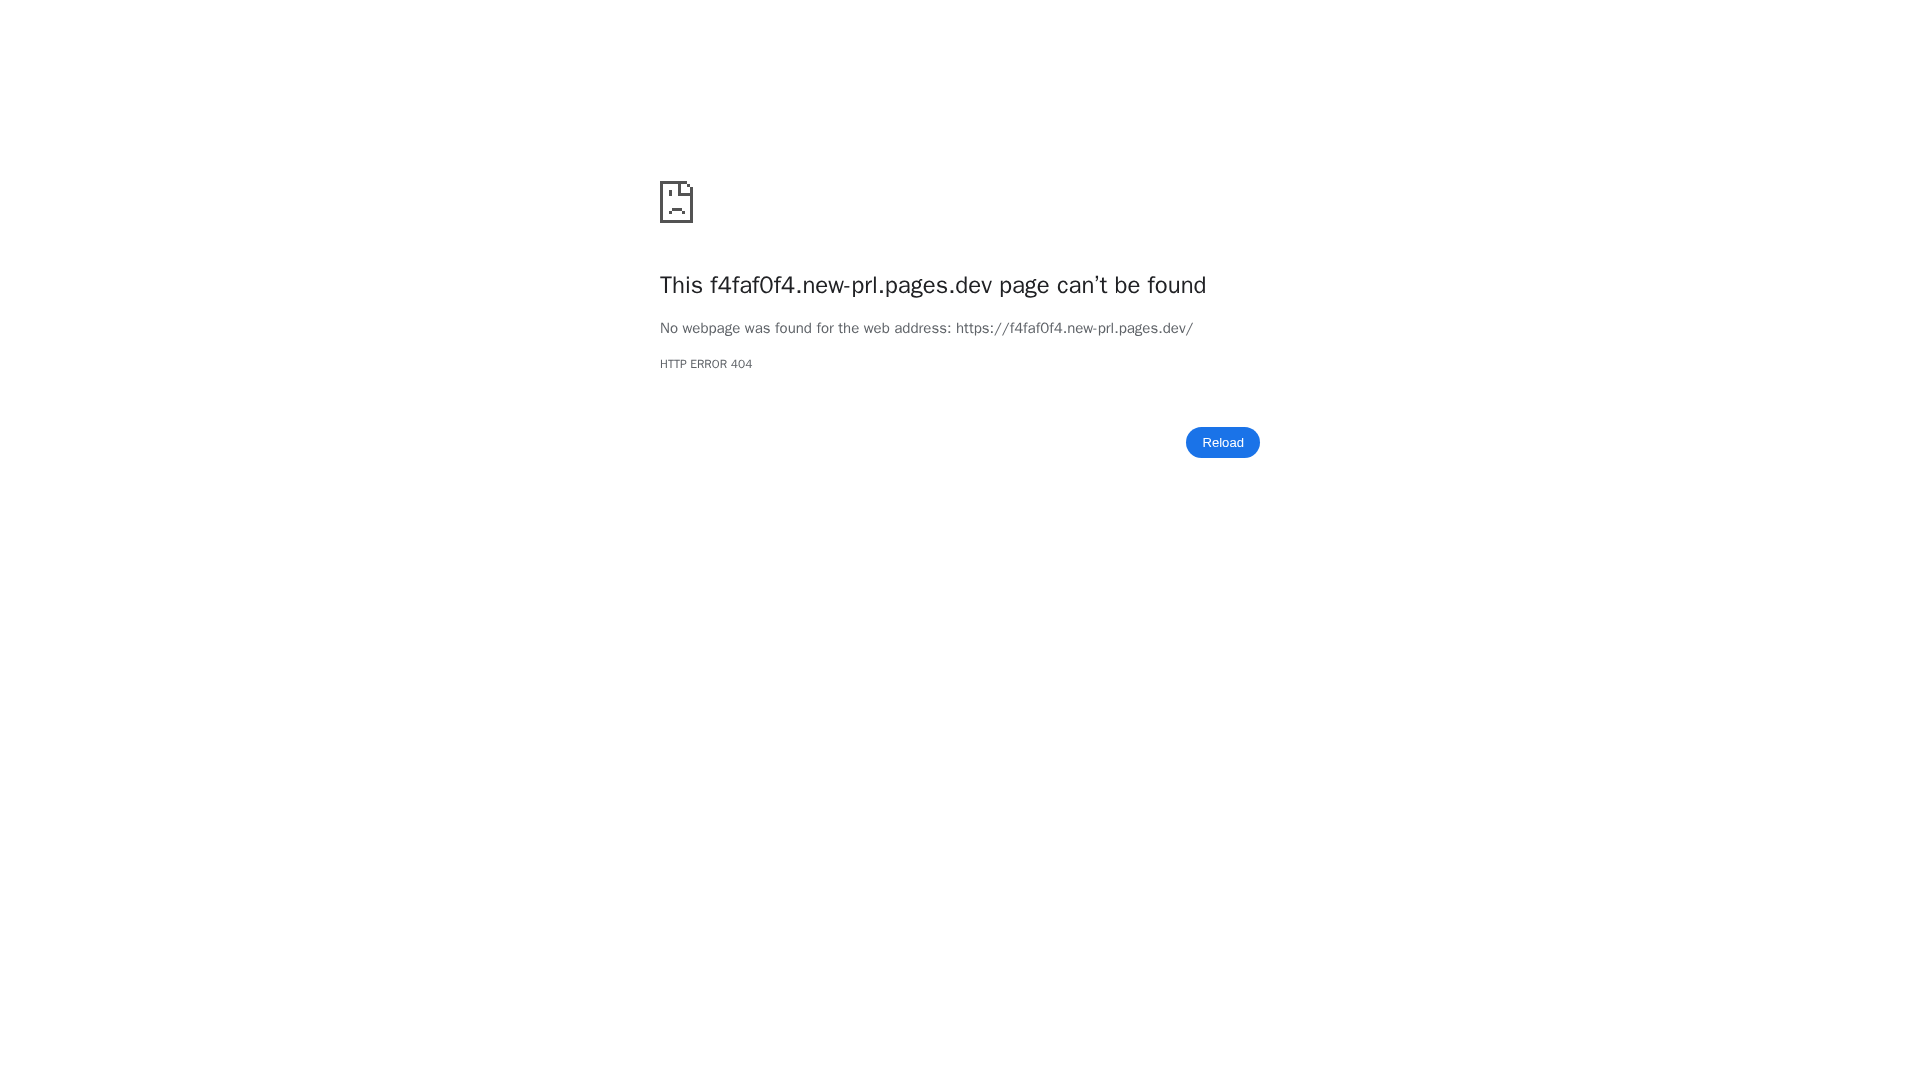 This f4faf0f4.new-prl.pages.dev page can’t be found
No webpage was found for the web address: https://f4faf0f4.new-prl.pages.dev/
HTTP ERROR 404
Reload